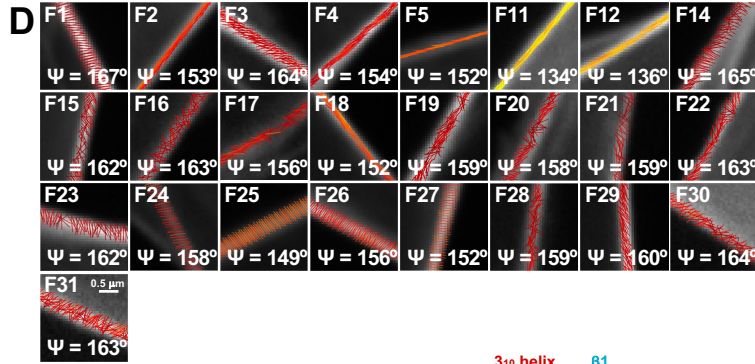 D
F1 F2 F3 F4 F5 F11 F12 F14
Ψ = 167º Ψ = 153º Ψ = 164º Ψ = 154º Ψ = 152º Ψ = 134º Ψ = 136º Ψ = 165º
F15 F16 F17 F18 F19 F20 F21 F22
Ψ = 162º Ψ = 163º Ψ = 156º Ψ = 152º Ψ = 159º Ψ = 158º Ψ = 159º Ψ = 163º
F23 F24 F25 F26 F27 F28 F29 F30
Ψ = 162º Ψ = 158º Ψ = 149º Ψ = 156º Ψ = 152º Ψ = 159º Ψ = 160º Ψ = 164º
F31 0.5 μm
Ψ = 163º
3₁₀ helix β1